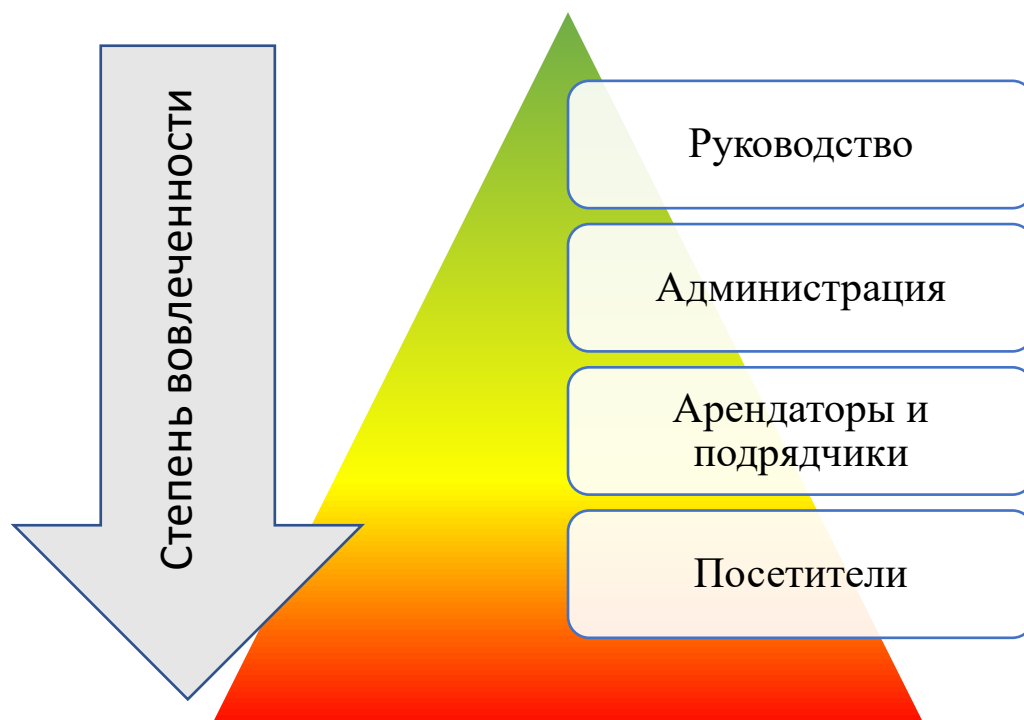 Степень вовлеченности
Руководство
Администрация
Арендаторы и
подрядчики
Посетители